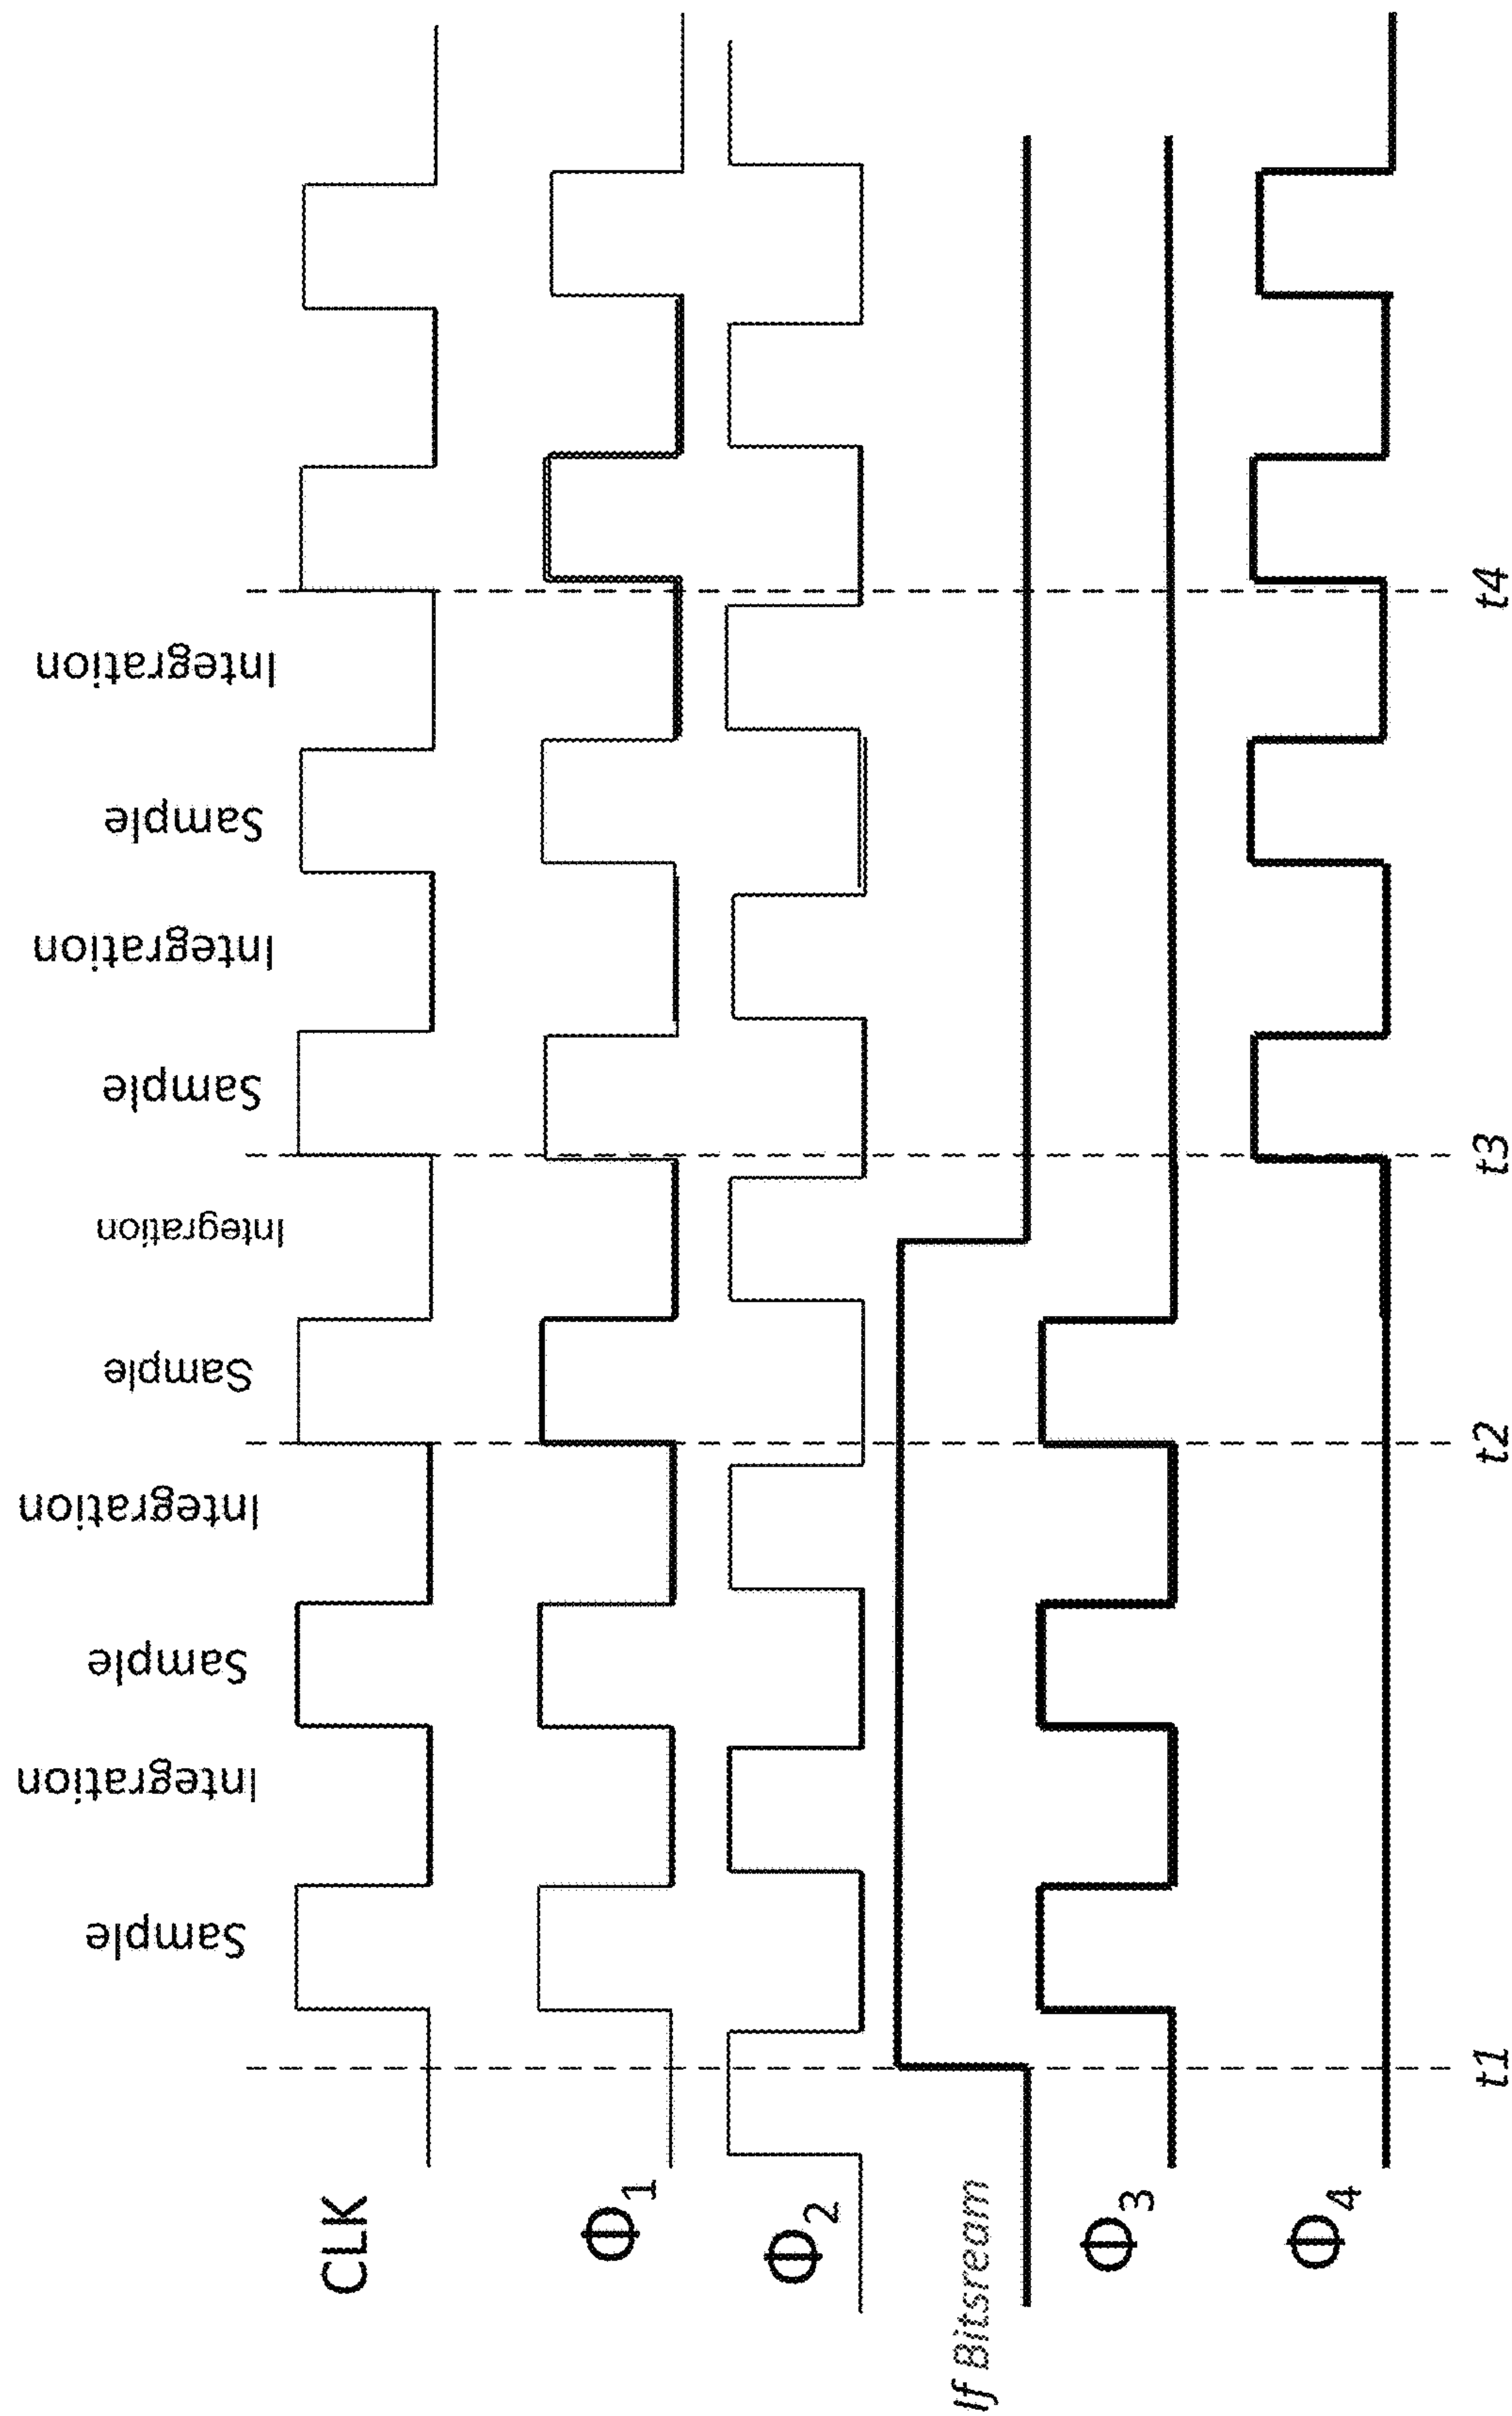 Sample Integration Sample Integration Sample Integration Sample Integration Sample Integration
CLK
Φ1
Φ2
If Bitsream
Φ3
Φ4
t1 t2 t3 t4